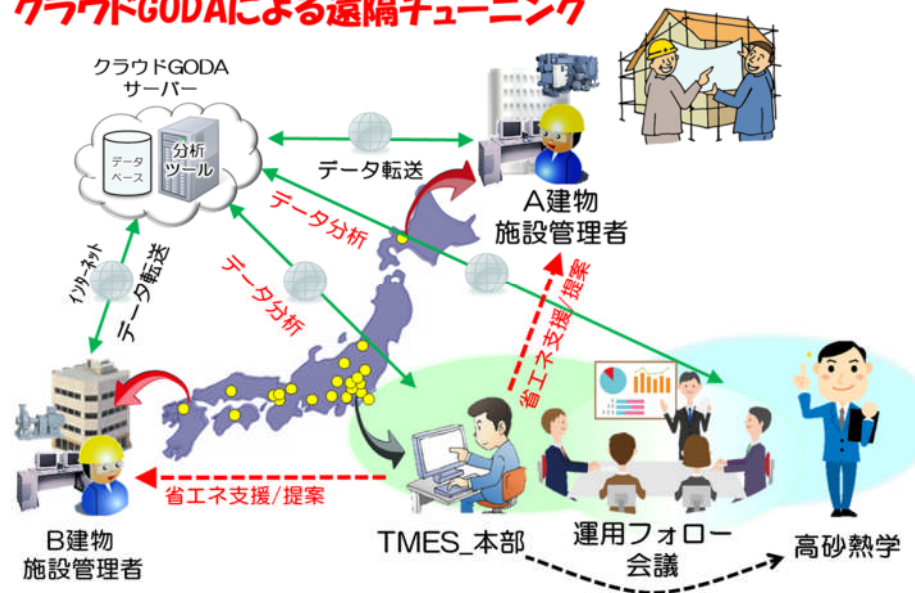 クラウドGODAによる遠隔チューニング
クラウドGODA
サーバー
データ
ベース
分析
ツール
データ転送
A建物
施設管理者
データ分析
データ分析
インターネット
データ転送
省エネ支援/提案
省エネ支援/提案
B建物
施設管理者
TMES_本部
運用フォロー
会議
高砂熱学